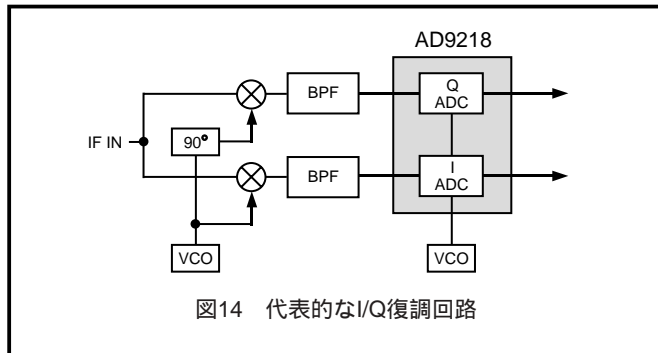 AD9218
Q
ADC
BPF
IF IN
90°
BPF
I
ADC
VCO
VCO
図14 代表的なI/Q復調回路